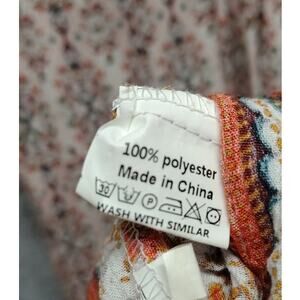 100% polyester
Made in China
30 P
WASH WITH SIMILAR